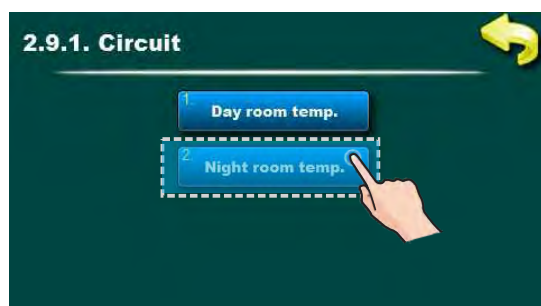 2.9.1. Circuit
1.
Day room temp.
2.
Night room temp.